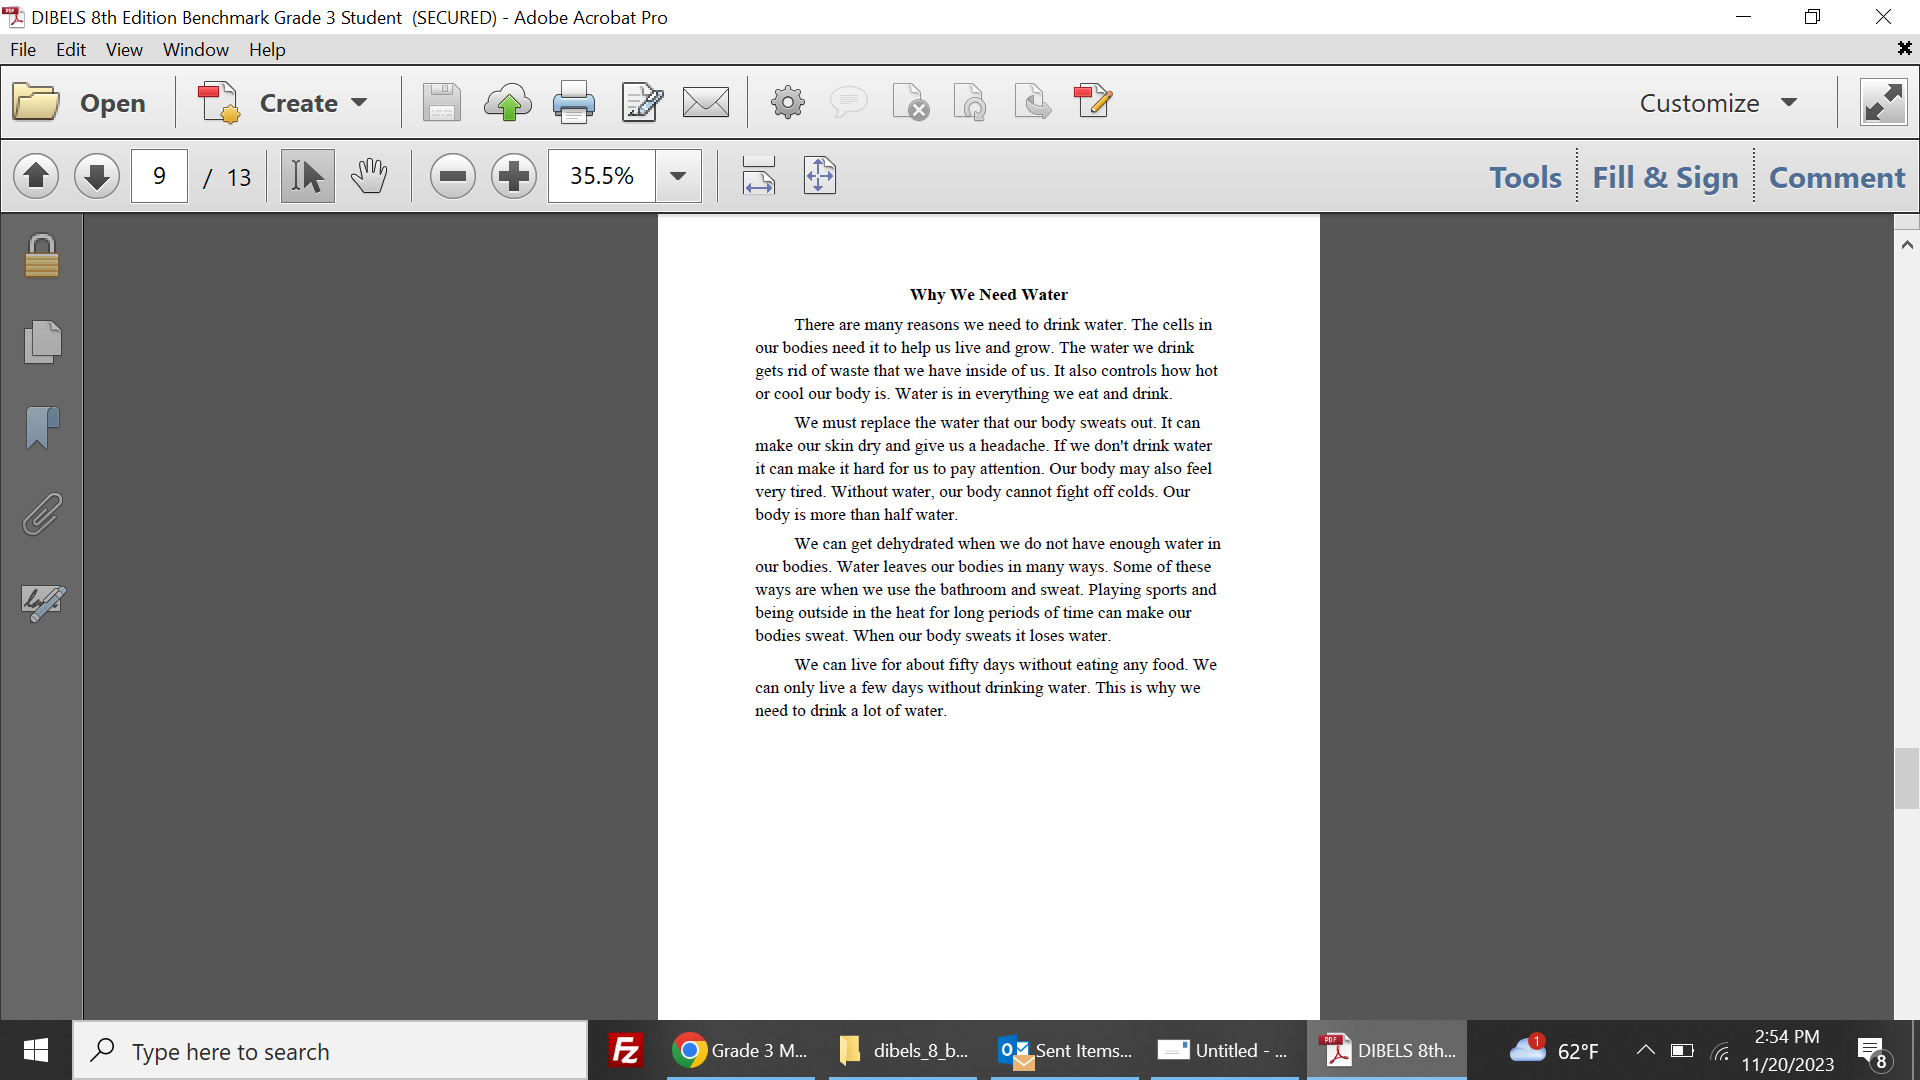 DIBELS 8th Edition Benchmark Grade 3 Student (SECURED) - Adobe Acrobat Pro
File Edit View Window Help
Open Create Customize
9 / 13 35.5% Tools Fill & Sign Comment
Why We Need Water
There are many reasons we need to drink water. The cells in
our bodies need it to help us live and grow. The water we drink
gets rid of waste that we have inside of us. It also controls how hot
or cool our body is. Water is in everything we eat and drink.
We must replace the water that our body sweats out. It can
make our skin dry and give us a headache. If we don't drink water
it can make it hard for us to pay attention. Our body may also feel
very tired. Without water, our body cannot fight off colds. Our
body is more than half water.
We can get dehydrated when we do not have enough water in
our bodies. Water leaves our bodies in many ways. Some of these
ways are when we use the bathroom and sweat. Playing sports and
being outside in the heat for long periods of time can make our
bodies sweat. When our body sweats it loses water.
We can live for about fifty days without eating any food. We
can only live a few days without drinking water. This is why we
need to drink a lot of water.
Type here to search
Fz
Grade 3 M...
dibels_8_b...
Sent Items...
Untitled - ...
DIBELS 8th...
1
62°F
2:54 PM
11/20/2023
8